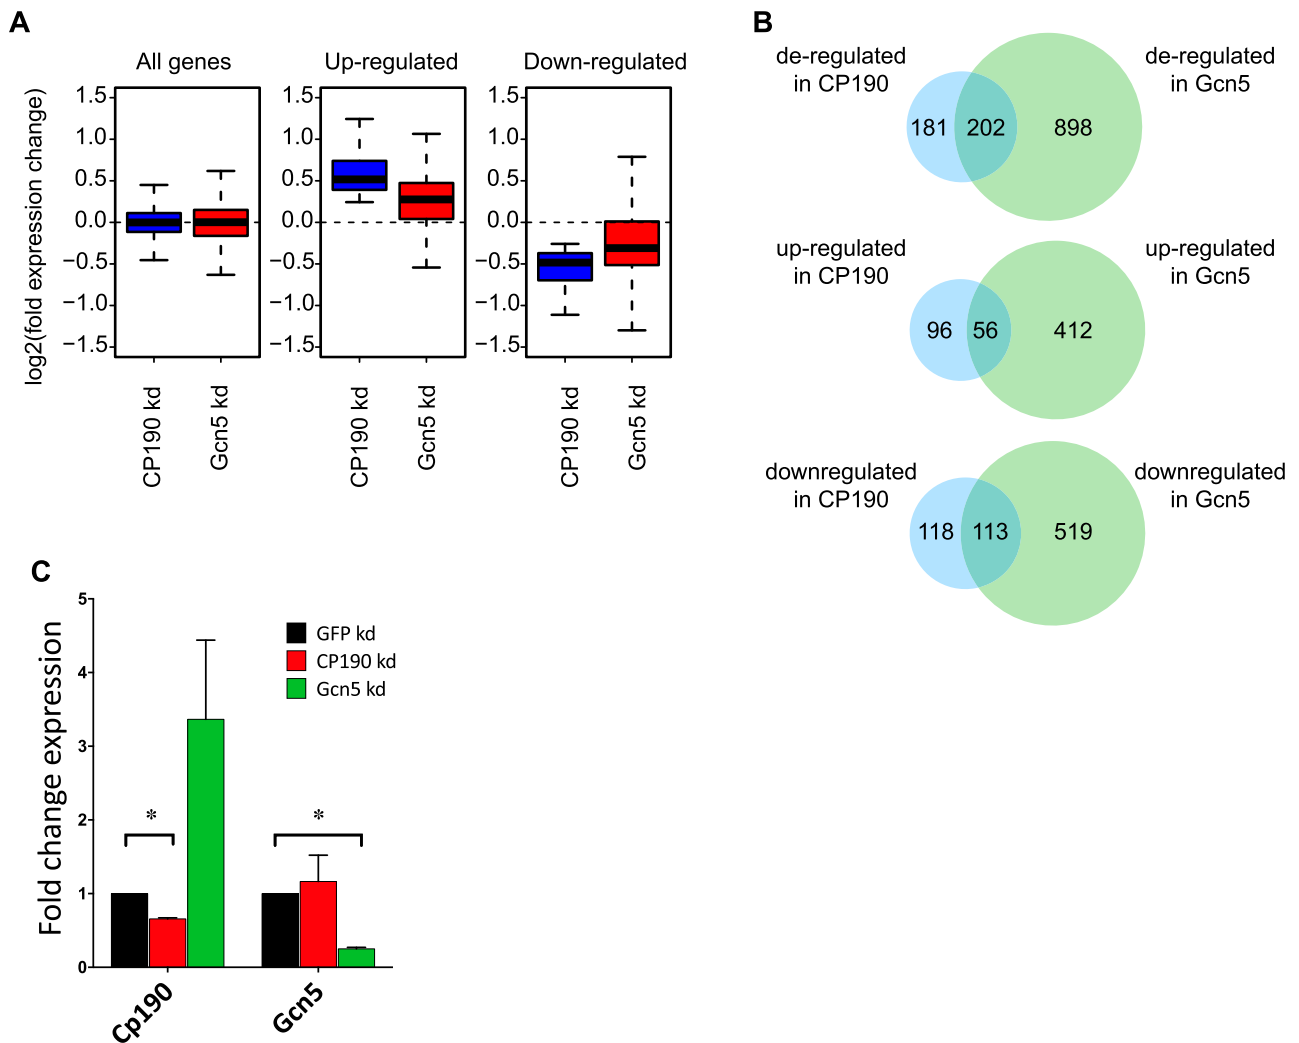 A
All genes
Up-regulated
Down-regulated
log2(fold expression change)
1.5
1.0
0.5
0.0
−0.5
−1.0
−1.5
1.5
1.0
0.5
0.0
−0.5
−1.0
−1.5
1.5
1.0
0.5
0.0
−0.5
−1.0
−1.5
CP190 kd
Gcn5 kd
CP190 kd
Gcn5 kd
CP190 kd
Gcn5 kd
B
de-regulated
in CP190
de-regulated
in Gcn5
181 202 898
up-regulated
in CP190
up-regulated
in Gcn5
96 56 412
downregulated
in CP190
downregulated
in Gcn5
118 113 519
C
Fold change expression
5
4
3
2
1
0
GFP kd
CP190 kd
Gcn5 kd
*
*
Cp190
Gcn5